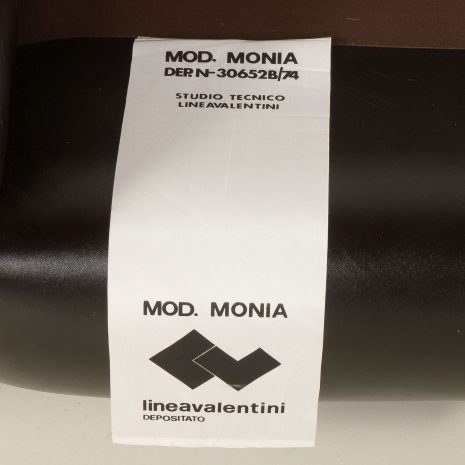 MOD. MONIA
DEP. N-30652B/74
STUDIO TECNICO
LINEAVALENTINI
MOD. MONIA
lineavalentini
DEPOSITATO